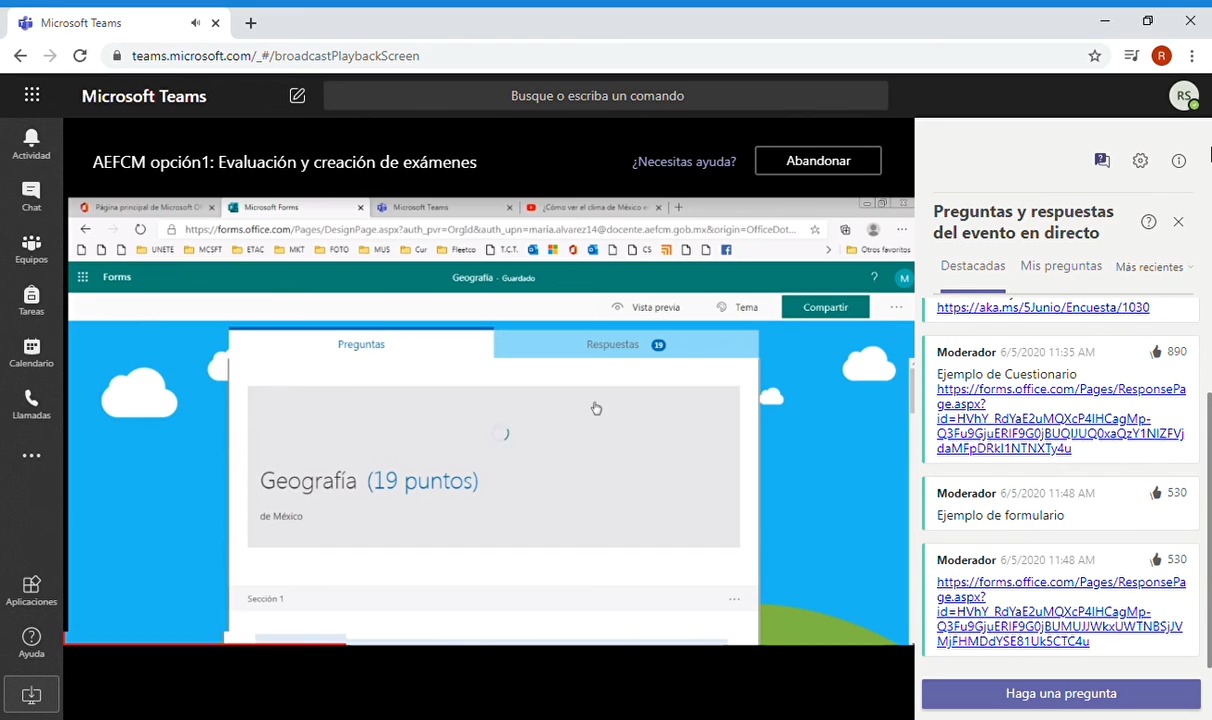 Microsoft Teams
teams.microsoft.com/_#/broadcastPlaybackScreen
R
Microsoft Teams
Busque o escriba un comando
RS
Actividad
Chat
Equipos
Tareas
Calendario
Llamadas
Aplicaciones
Ayuda
AEFCM opción1: Evaluación y creación de exámenes
¿Necesitas ayuda?
Abandonar
Página principal de Microsoft Of
Microsoft Forms
Microsoft Teams
¿Cómo ver el clima de México e
https://forms.office.com/Pages/DesignPage.aspx?auth_pvr=OrgId&auth_upn=maria.alvarez14@docente.aefcm.gob.mx&origin=OfficeDot...
UNETE
MCSFT
ETAC
MKT
FOTO
MUS
Cur
Fleetco
T.C.T.
CS
Otros favoritos
Forms
Geografía - Guardado
?
M
Vista previa
Tema
Compartir
Preguntas
Respuestas
19
Geografía (19 puntos)
de México
Sección 1
Preguntas y respuestas
del evento en directo
Destacadas
Mis preguntas
Más recientes
https://aka.ms/5Junio/Encuesta/1030
Moderador 6/5/2020 11:35 AM
890
Ejemplo de Cuestionario
https://forms.office.com/Pages/ResponsePa
ge.aspx?
id=HVhY_RdYaE2uMQXcP4IHCagMp-
Q3Fu9GjuERIF9G0jBUQlJUQ0xaQzY1NlZFVj
daMFpDRkI1NTNXTy4u
Moderador 6/5/2020 11:48 AM
530
Ejemplo de formulario
Moderador 6/5/2020 11:48 AM
530
https://forms.office.com/Pages/ResponsePa
ge.aspx?
id=HVhY_RdYaE2uMQXcP4IHCagMp-
Q3Fu9GjuERIF9G0jBUMUJJWkxUWTNBSjJV
MjFHMDdYSE81Uk5CTC4u
Haga una pregunta